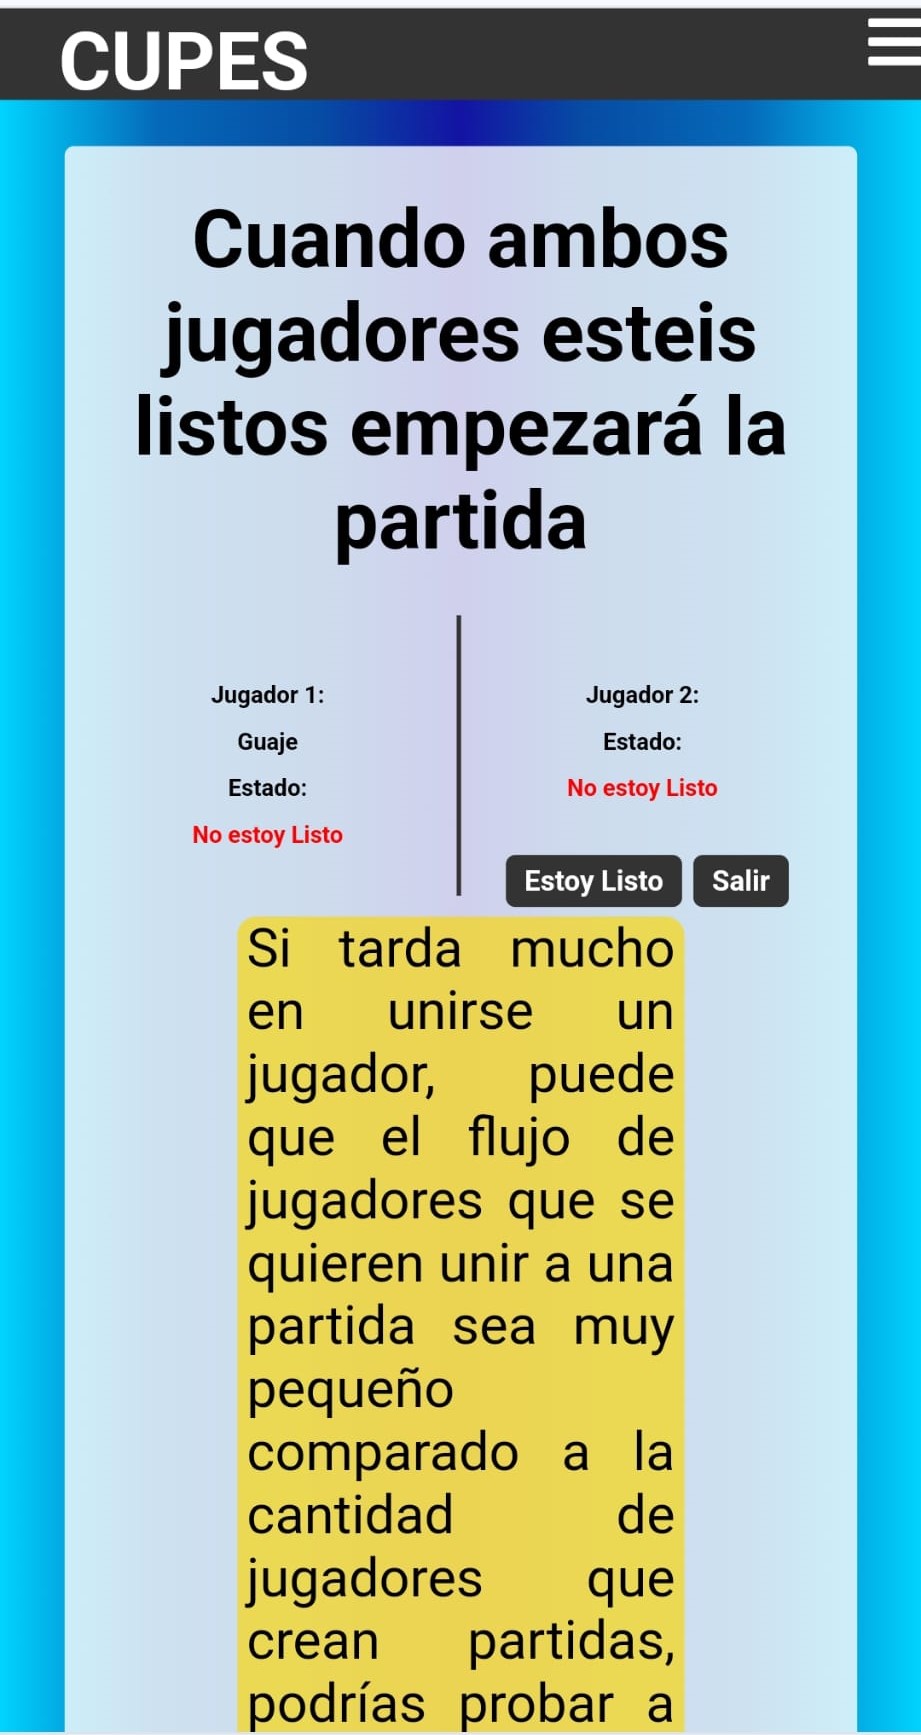 CUPES
Cuando ambos
jugadores esteis
listos empezará la
partida
Jugador 1:
Guaje
Estado:
No estoy Listo
Jugador 2:
Estado:
No estoy Listo
Estoy Listo
Salir
Si tarda mucho
en unirse un
jugador, puede
que el flujo de
jugadores que se
quieren unir a una
partida sea muy
pequeño
comparado a la
cantidad de
jugadores que
crean partidas,
podrías probar a